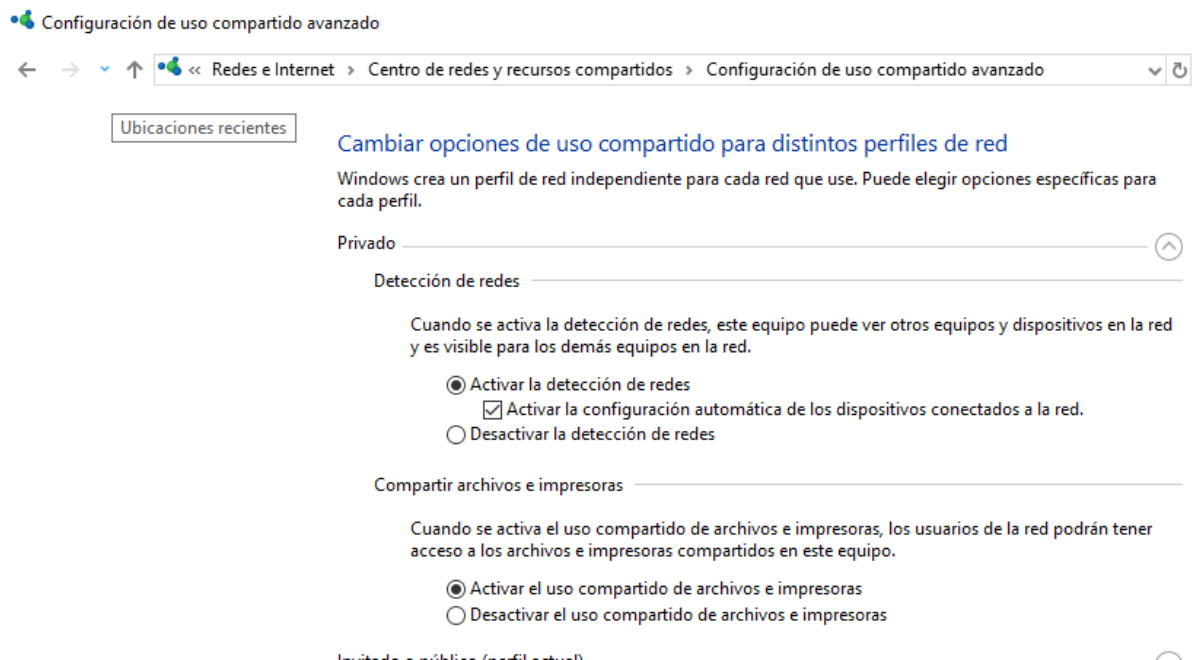 Configuración de uso compartido avanzado
« Redes e Internet > Centro de redes y recursos compartidos > Configuración de uso compartido avanzado
Ubicaciones recientes
Cambiar opciones de uso compartido para distintos perfiles de red
Windows crea un perfil de red independiente para cada red que use. Puede elegir opciones específicas para
cada perfil.
Privado
Detección de redes
Cuando se activa la detección de redes, este equipo puede ver otros equipos y dispositivos en la red
y es visible para los demás equipos en la red.
Activar la detección de redes
Activar la configuración automática de los dispositivos conectados a la red.
Desactivar la detección de redes
Compartir archivos e impresoras
Cuando se activa el uso compartido de archivos e impresoras, los usuarios de la red podrán tener
acceso a los archivos e impresoras compartidos en este equipo.
Activar el uso compartido de archivos e impresoras
Desactivar el uso compartido de archivos e impresoras
Invitado o público (perfil actual)